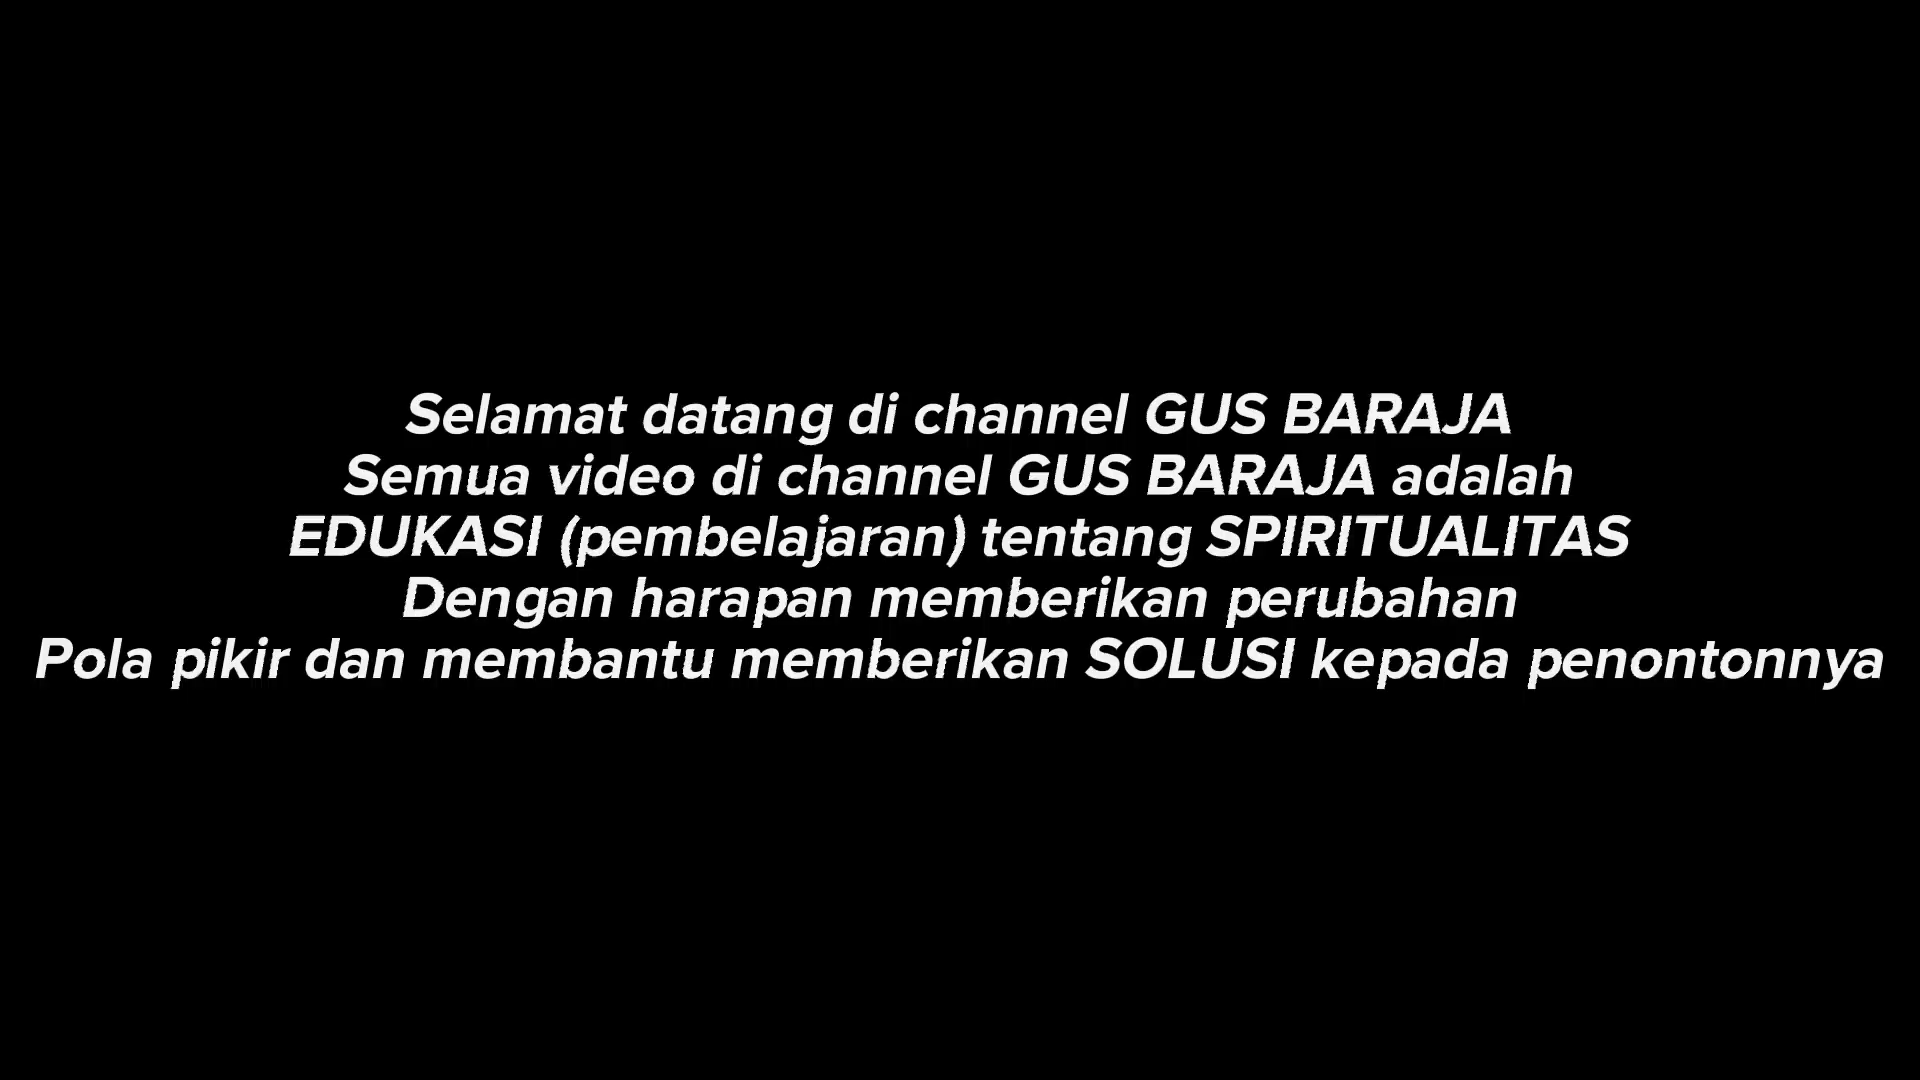 Selamat datang di channel GUS BARAJA
Semua video di channel GUS BARAJA adalah
EDUKASI (pembelajaran) tentang SPIRITUALITAS
Dengan harapan memberikan perubahan
Pola pikir dan membantu memberikan SOLUSI kepada penontonnya